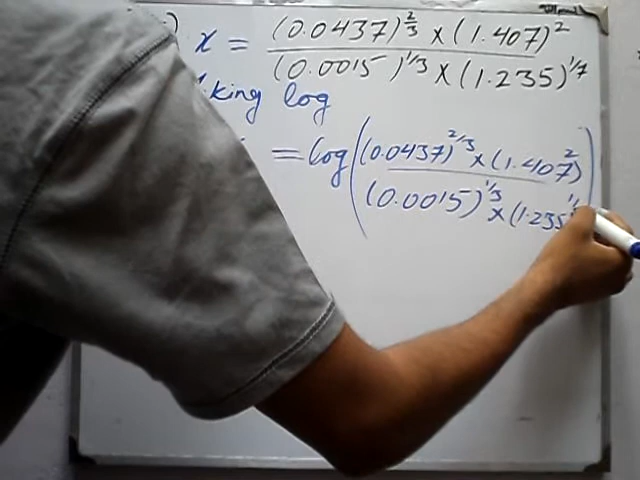 x = (0.0437)^2/3 x (1.407)^2
(0.0015)^1/3 x (1.235)^1/7
king log
= log ( (0.0437)^2/3 x (1.407)^2
(0.0015)^1/3 x (1.235 )